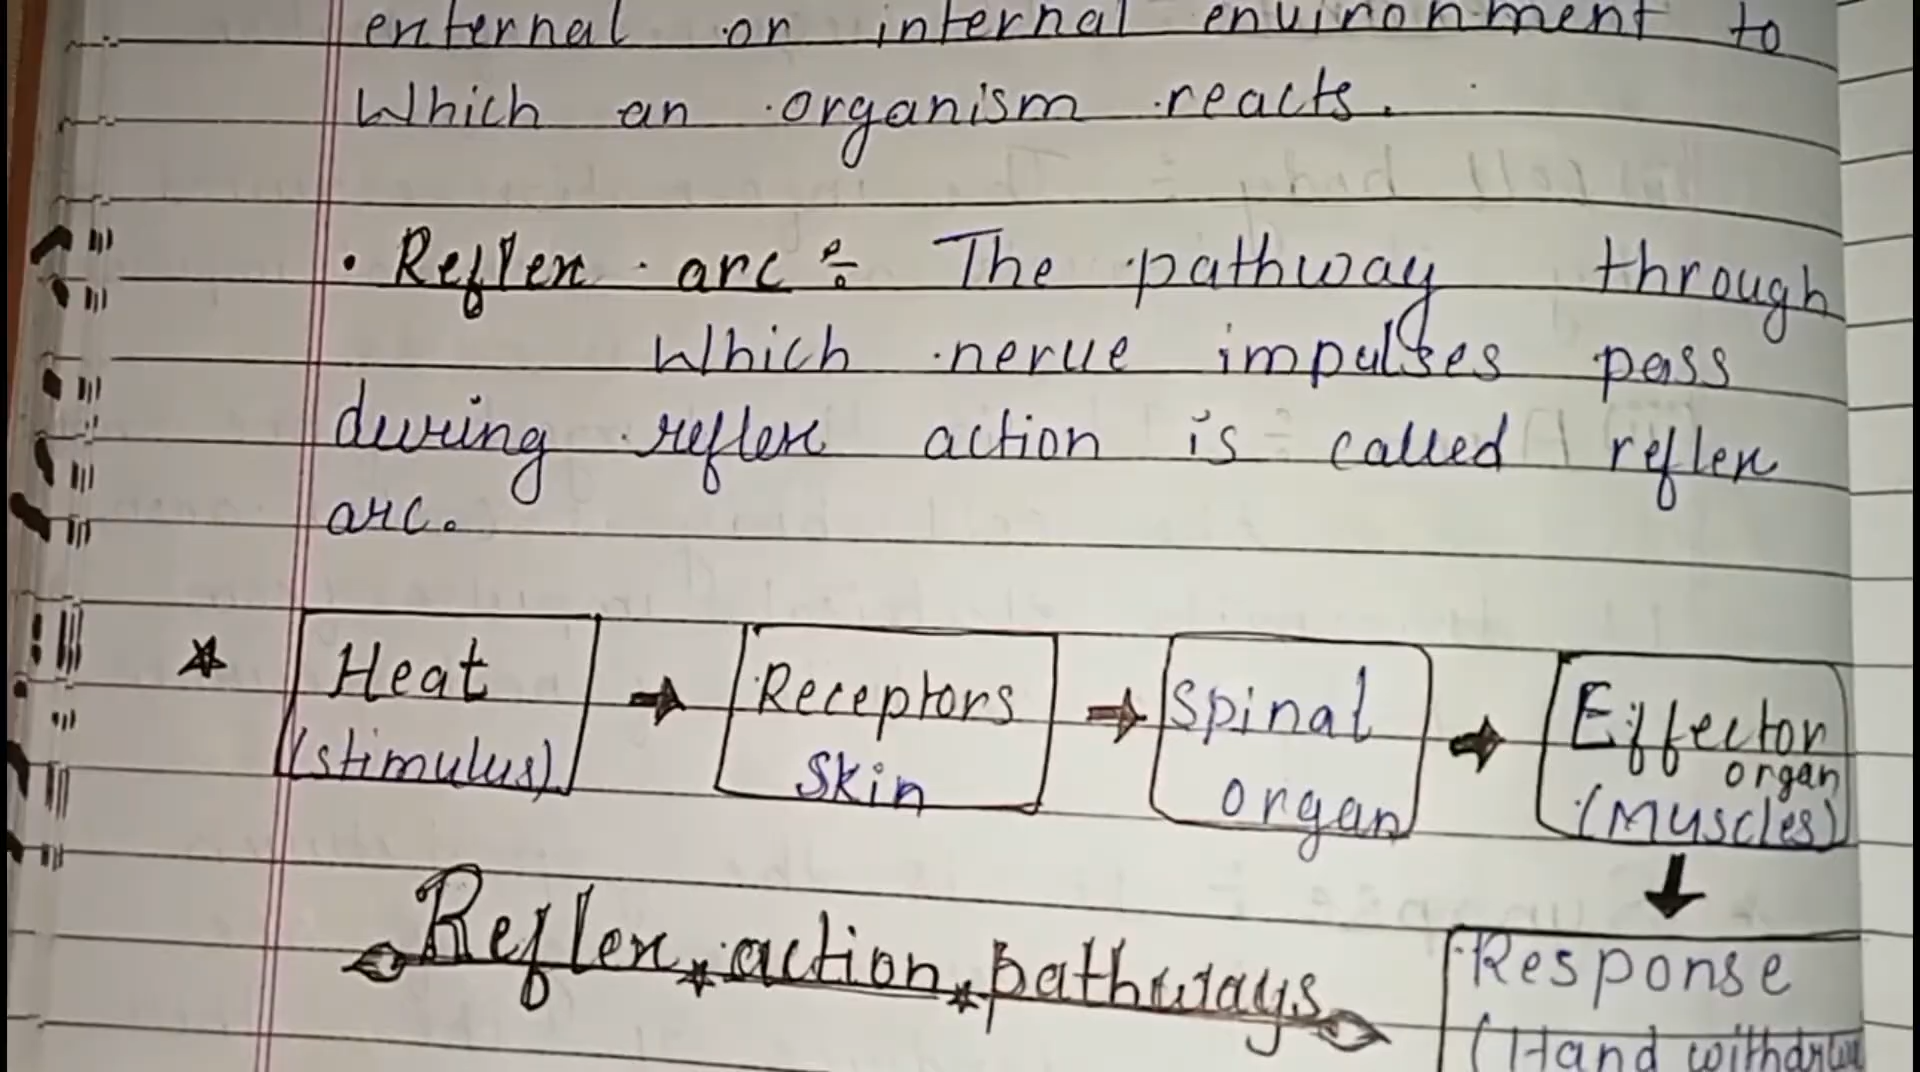 external or internal environment to
Which an organism reacts.
• Reflex arc ÷ The pathway through
Which nerve impulses pass
during reflex action is called reflex
arc.
Heat
(stimulus)
→
Receptors
Skin
→
Spinal
organ
→
Effector
organ
(Muscles)
↓
Reflex action pathways
Response
(Hand